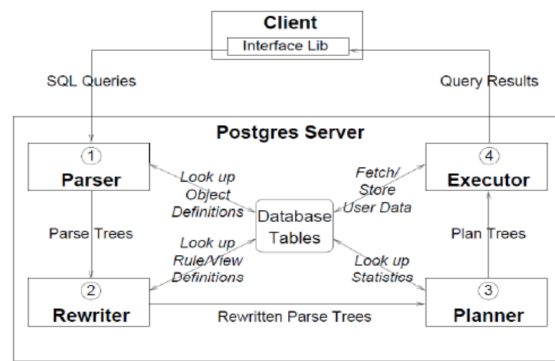 Client
Interface Lib
SQL Queries
Query Results
Postgres Server
1
Parser
4
Executor
Look up
Object
Definitions
Fetch/
Store
User Data
Database
Tables
Parse Trees
Plan Trees
Look up
Rule/View
Definitions
Look up
Statistics
2
Rewriter
Rewritten Parse Trees
3
Planner